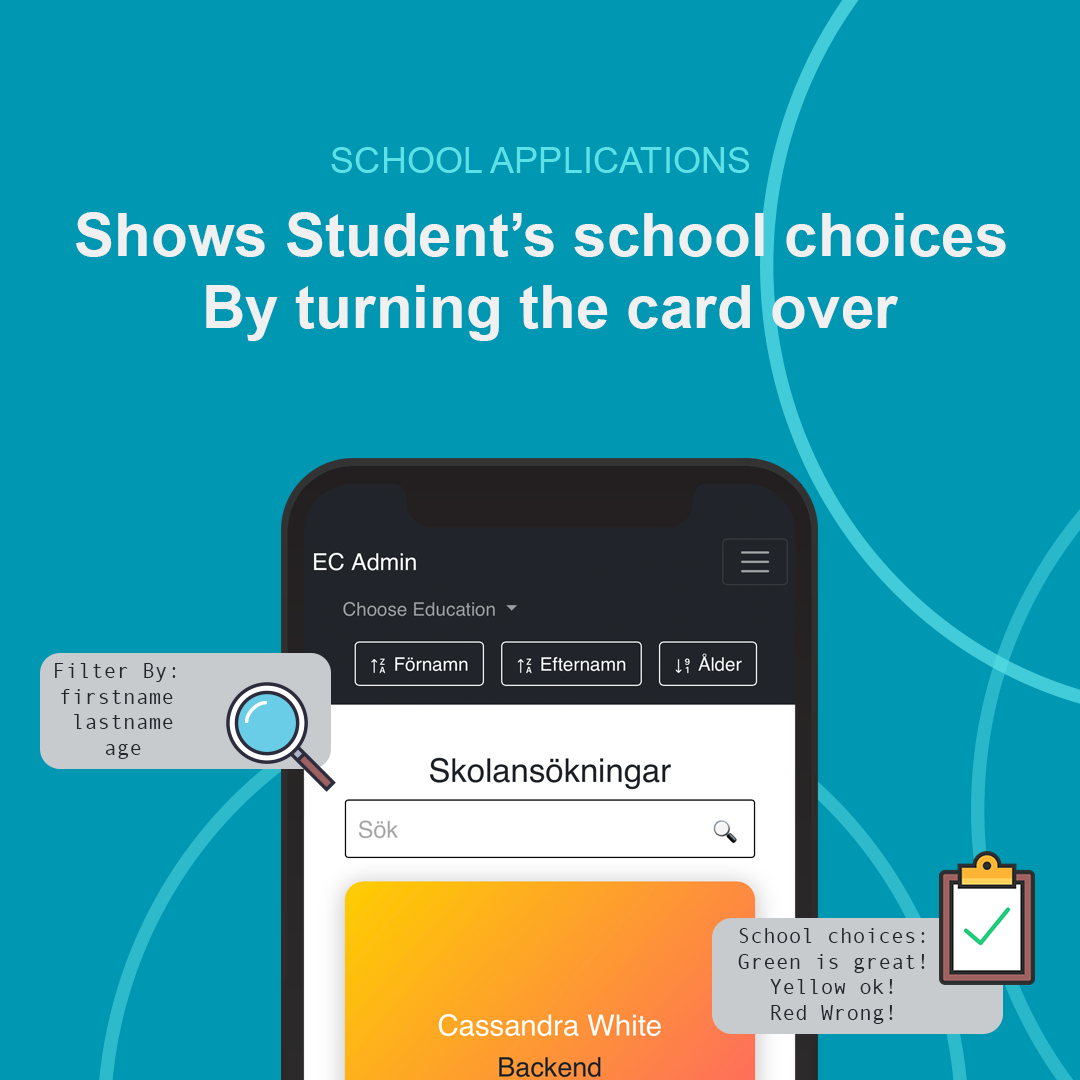 SCHOOL APPLICATIONS
Shows Student’s school choices
By turning the card over
EC Admin
Choose Education
Förnamn
Efternamn
Ålder
Filter By:
firstname
lastname
age
Skolansökningar
Sök
School choices:
Green is great!
Yellow ok!
Red Wrong!
Cassandra White
Backend